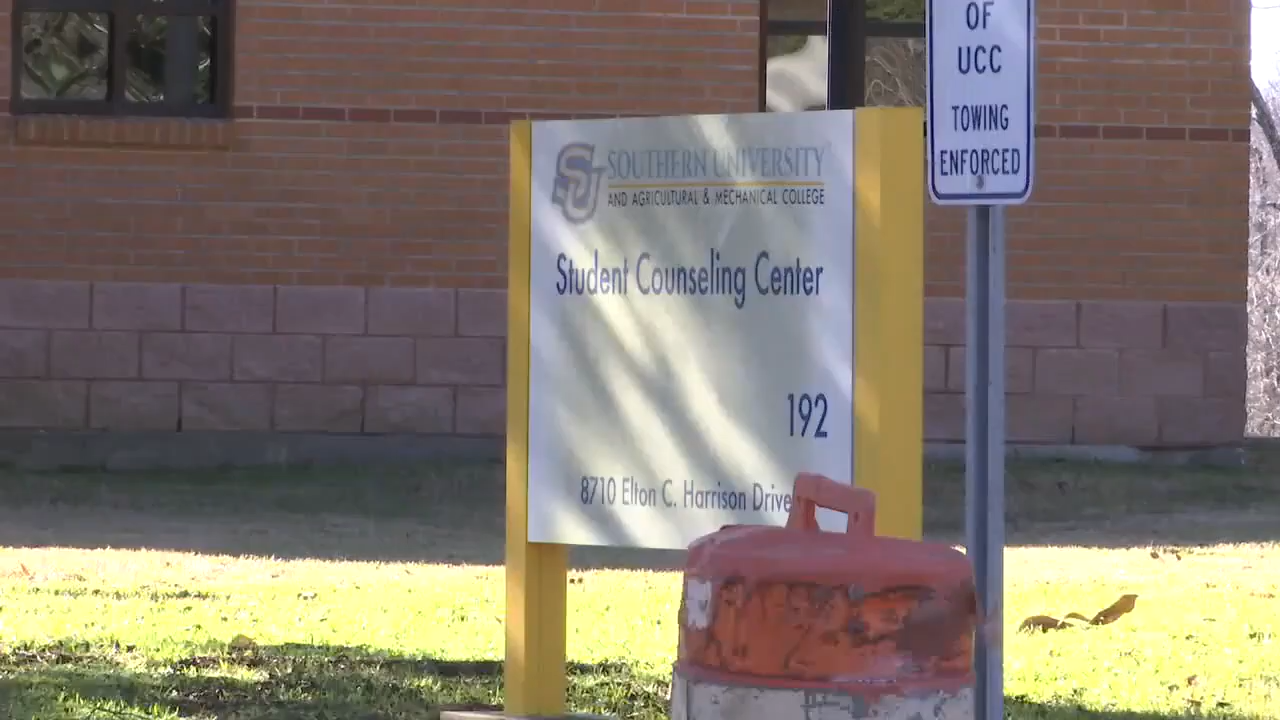 OF
UCC
TOWING
ENFORCED
SU
SOUTHERN UNIVERSITY
AND AGRICULTURAL & MECHANICAL COLLEGE
Student Counseling Center
192
8710 Elton C. Harrison Drive